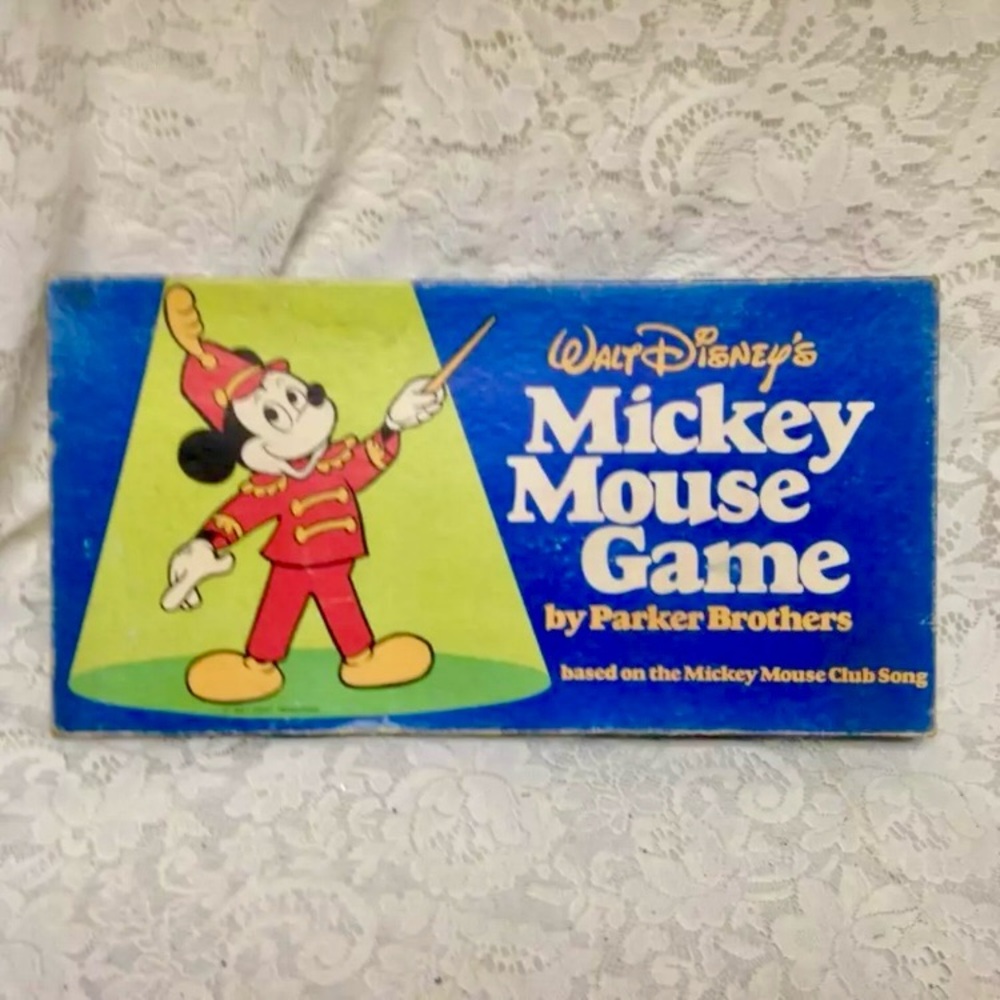 WALT DISNEY'S
Mickey
Mouse
Game
by Parker Brothers
based on the Mickey Mouse Club Song